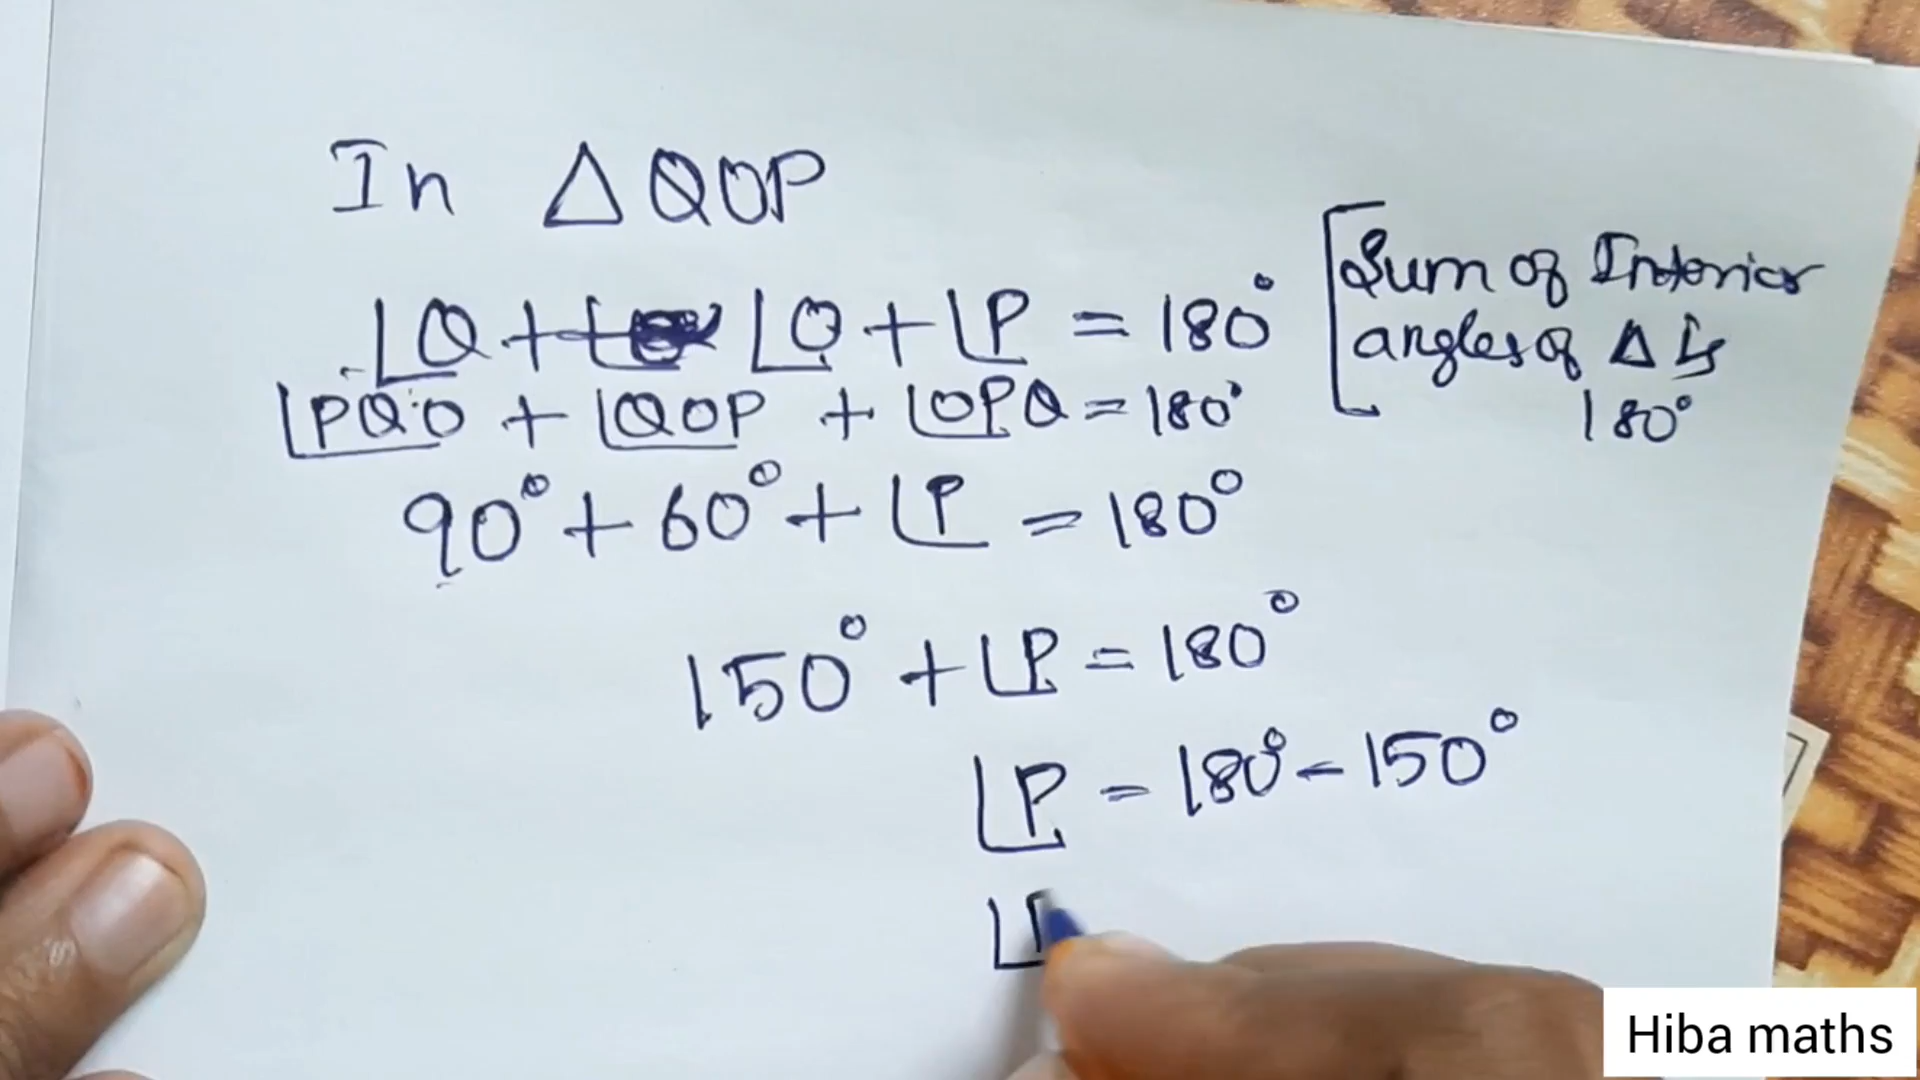 In △QOP
∠Q + ∠O + ∠P = 180°
[Sum of Interior
angles of △ is
180°
∠PQO + ∠QOP + ∠OPQ = 180°
90° + 60° + ∠P = 180°
150° + ∠P = 180°
∠P = 180° - 150°
∠P
Hiba maths